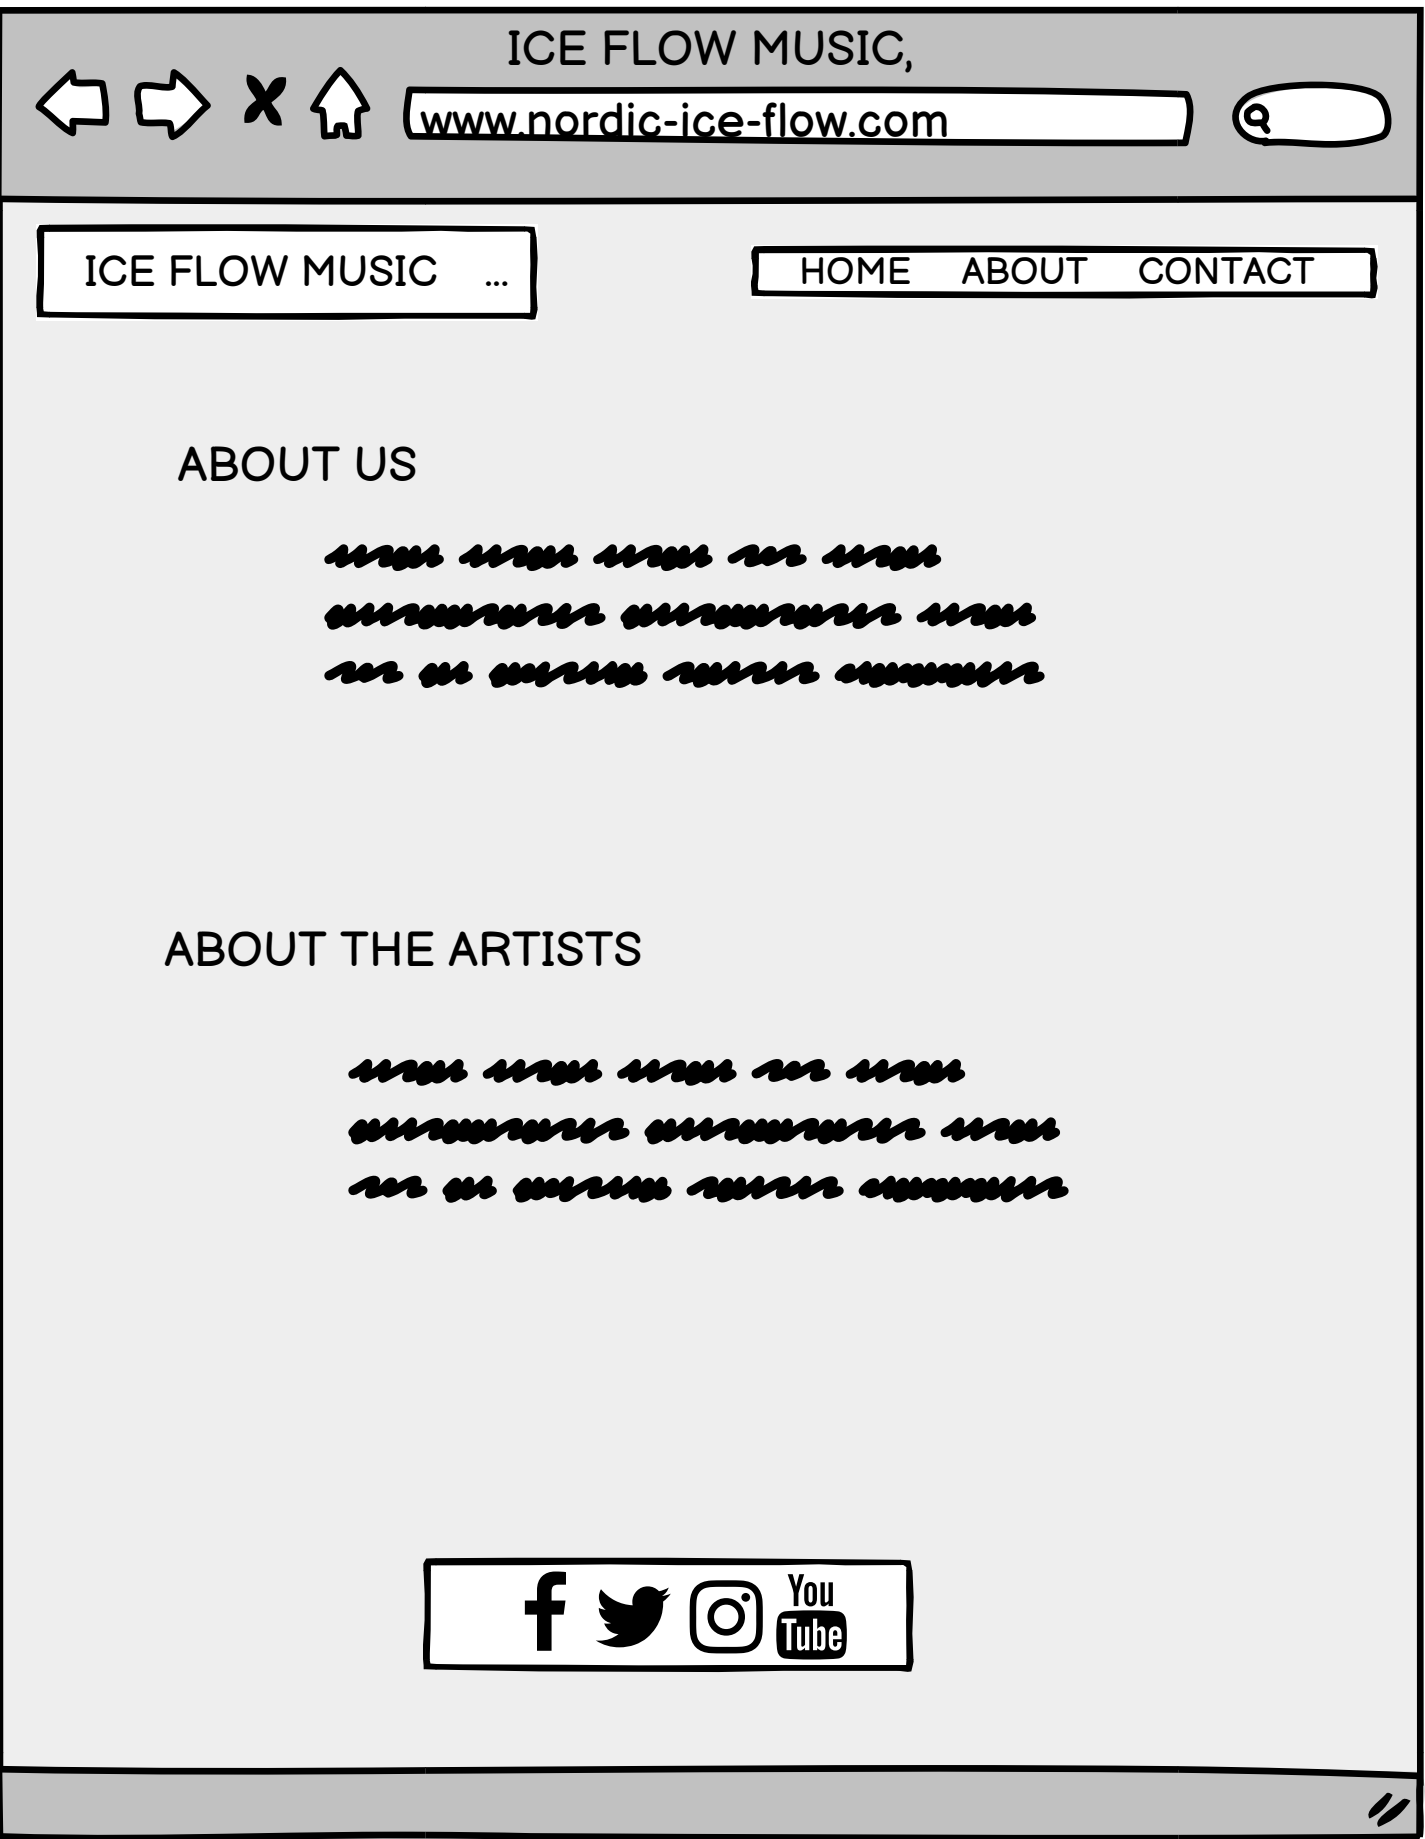 ICE FLOW MUSIC,
www.nordic-ice-flow.com
ICE FLOW MUSIC ...
HOME ABOUT CONTACT
ABOUT US
ABOUT THE ARTISTS
You
Tube